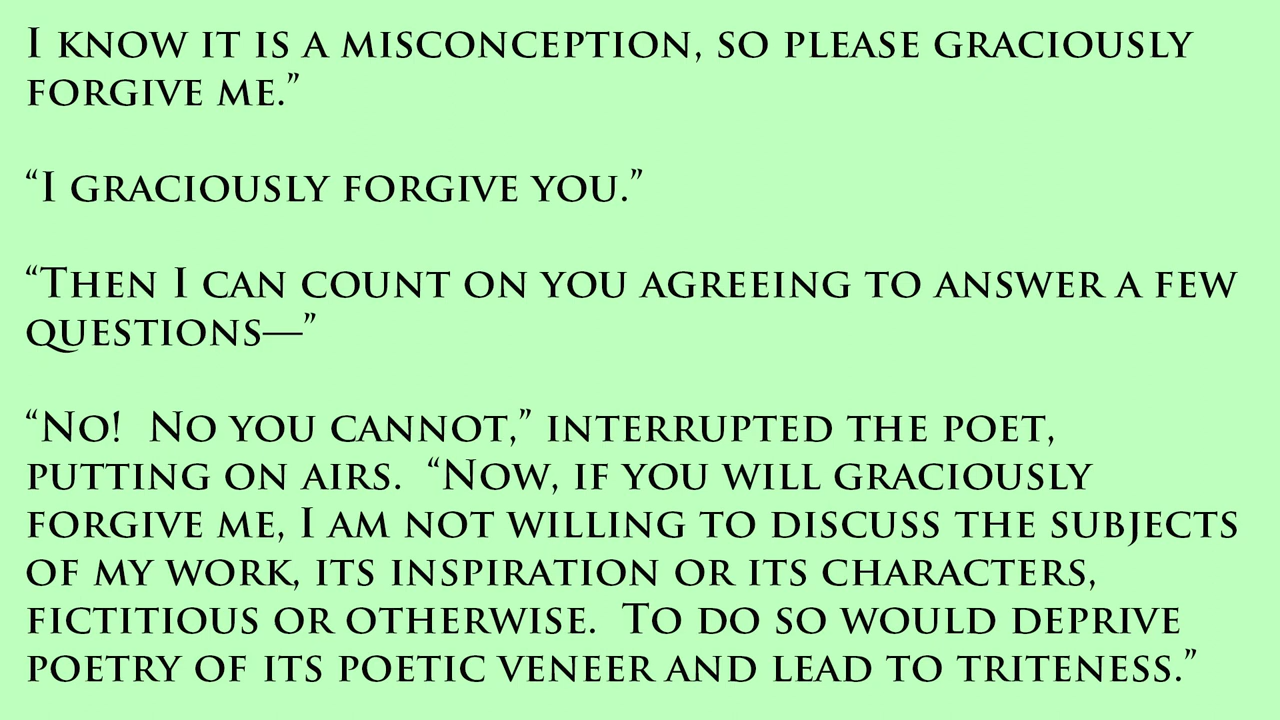 I know it is a misconception, so please graciously
forgive me.”
“I graciously forgive you.”
“Then I can count on you agreeing to answer a few
questions—”
“No!  No you cannot,” interrupted the poet,
putting on airs.  “Now, if you will graciously
forgive me, I am not willing to discuss the subjects
of my work, its inspiration or its characters,
fictitious or otherwise.  To do so would deprive
poetry of its poetic veneer and lead to triteness.”